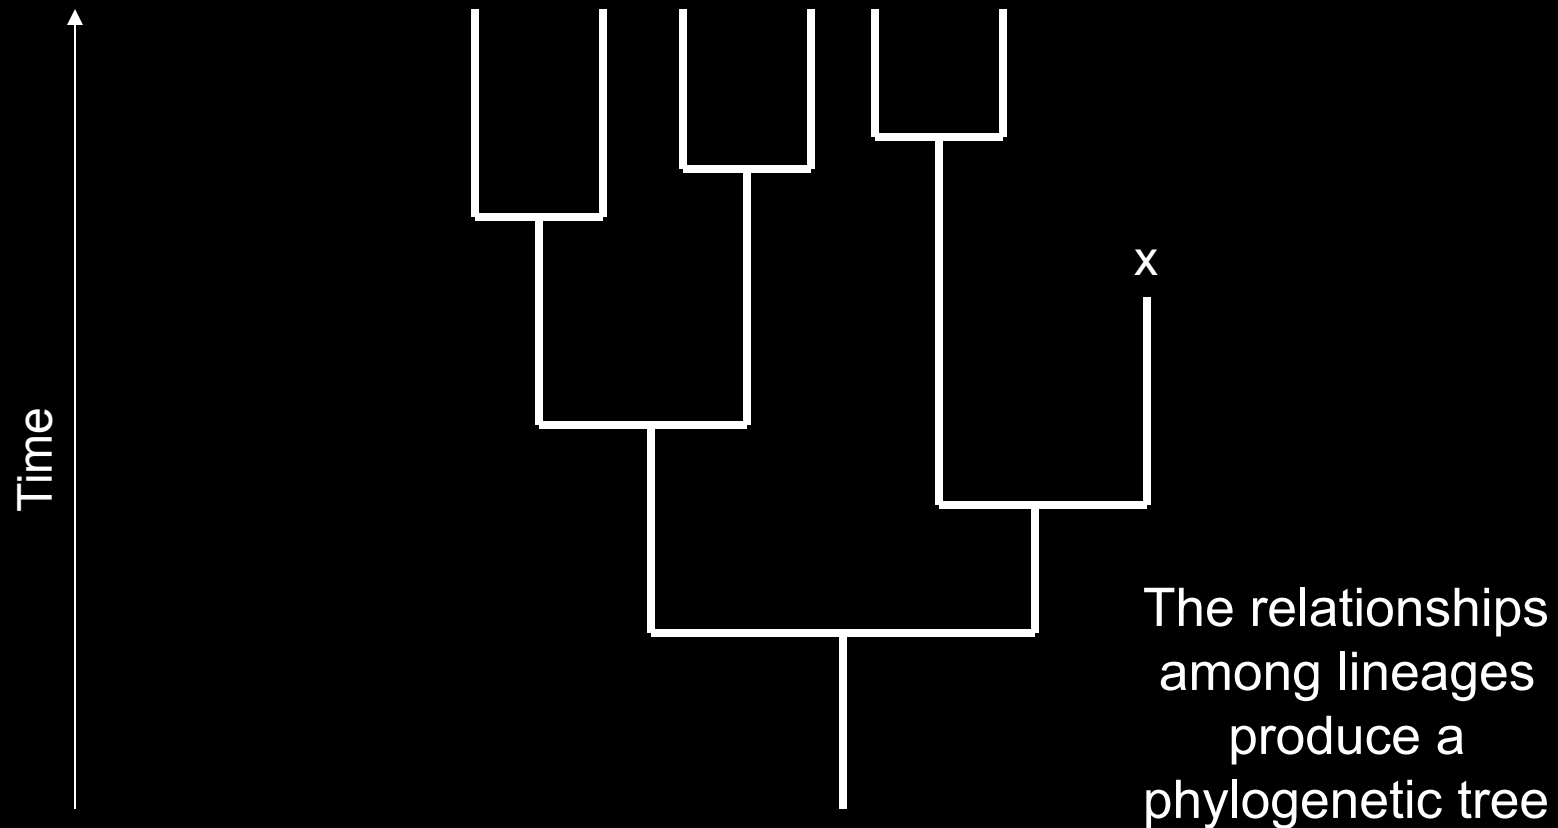 x
Time
The relationships
among lineages
produce a
phylogenetic tree